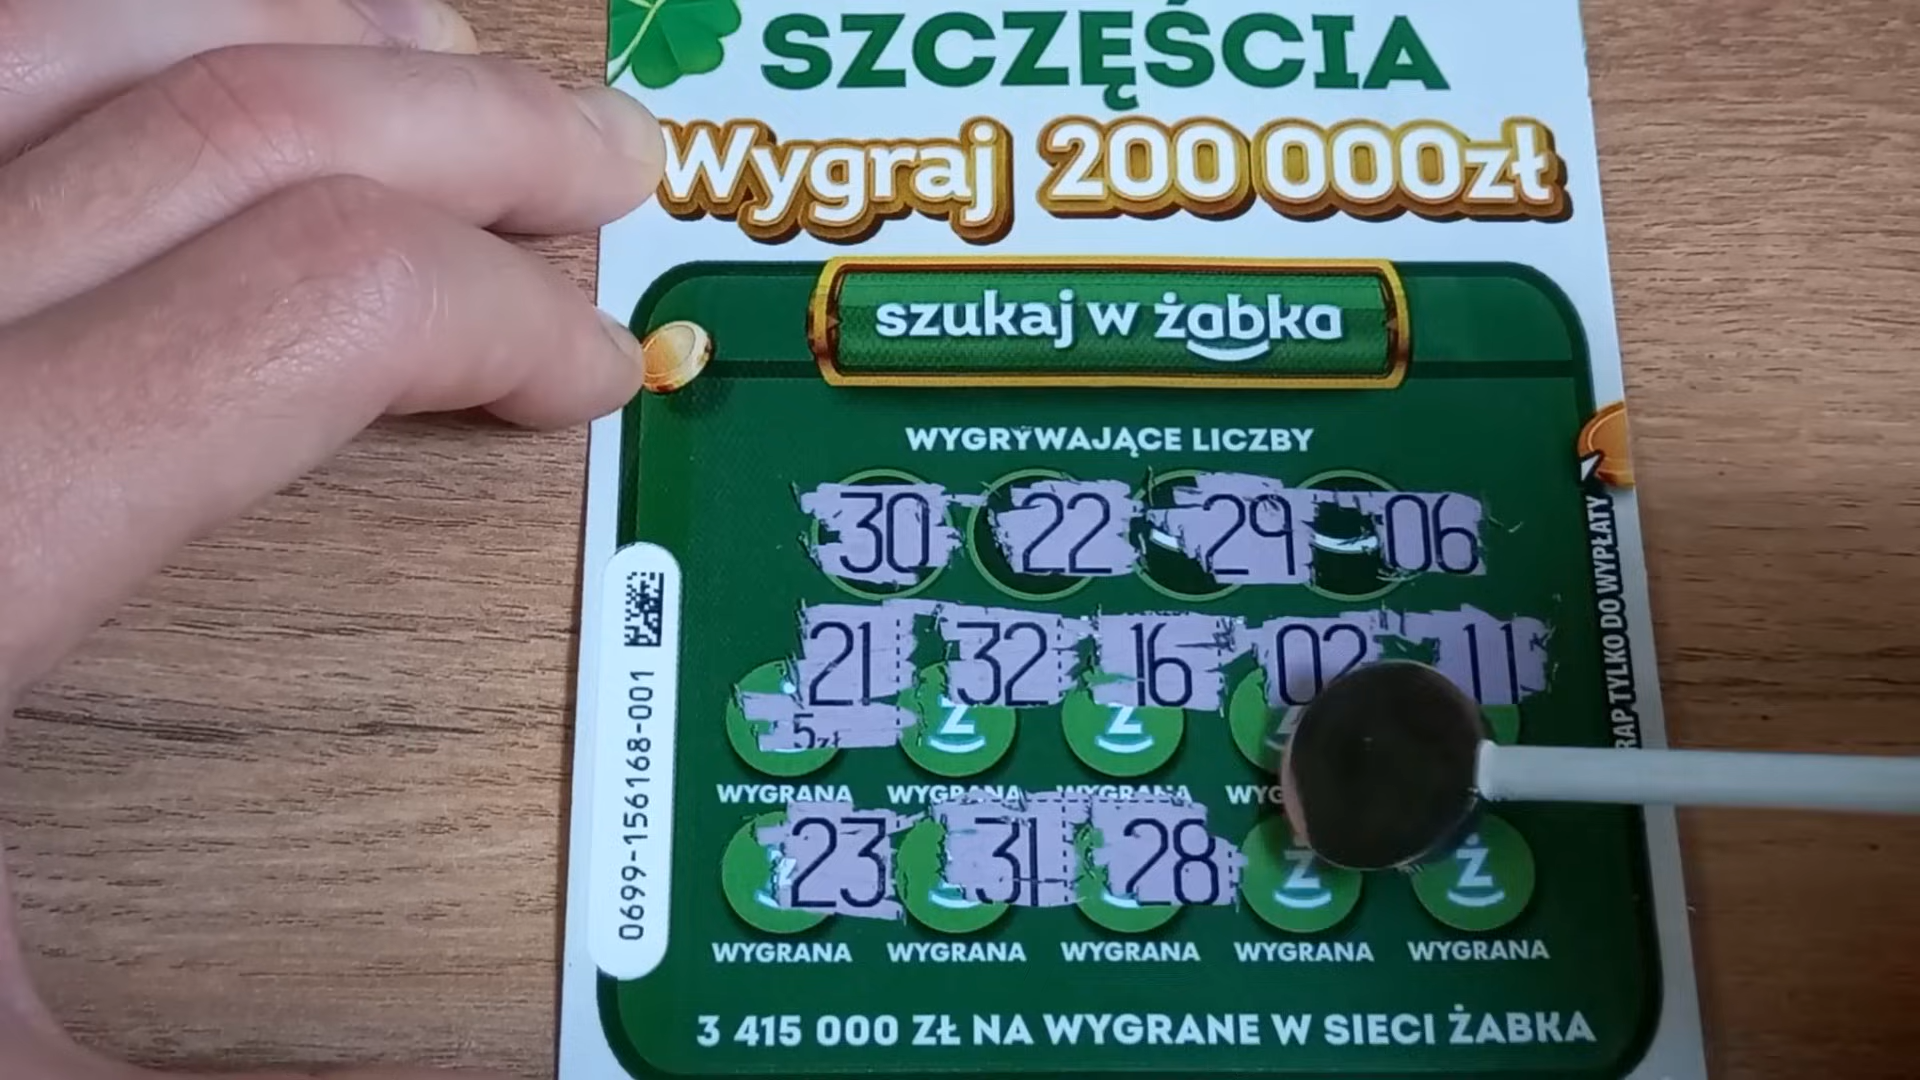 SZCZĘŚCIA
Wygraj 200 000zł
szukaj w żabka
WYGRYWAJĄCE LICZBY
30 22 29 06
21 32 16 02 11
5zł
WYGRANA WYGRANA WYGRANA
23 31 28
WYGRANA WYGRANA WYGRANA WYGRANA WYGRANA
3 415 000 ZŁ NA WYGRANE W SIECI ŻABKA
0699-156168-001
TYLKO DO WYPŁATY